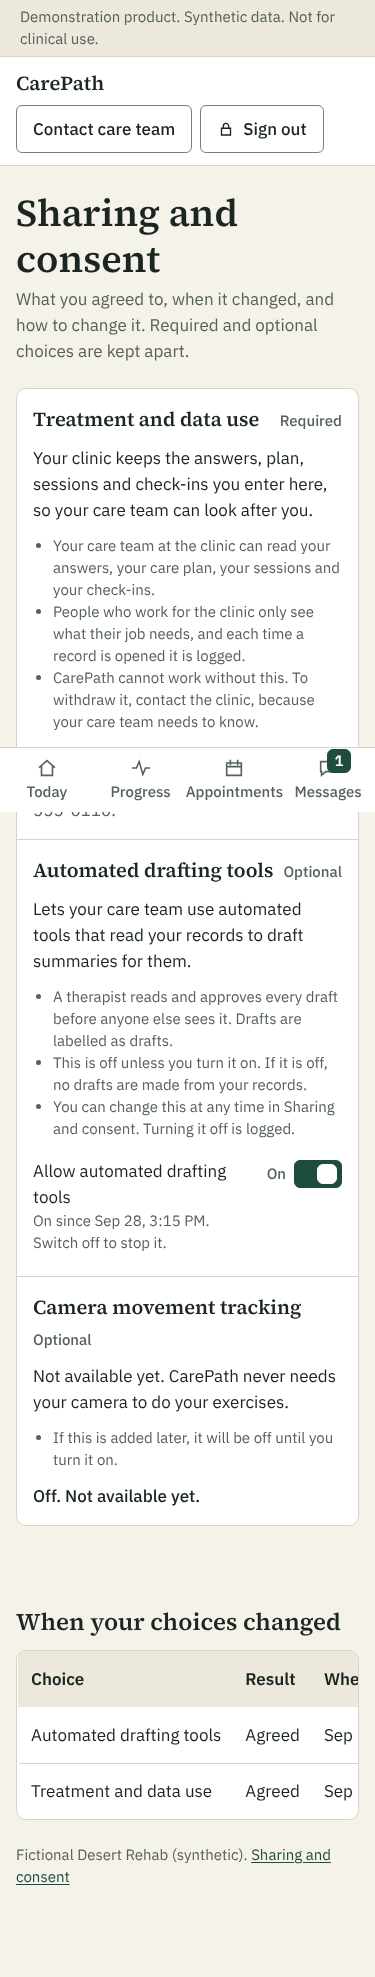 Demonstration product. Synthetic data. Not for
clinical use.
CarePath
Contact care team
Sign out
Sharing and
consent
What you agreed to, when it changed, and
how to change it. Required and optional
choices are kept apart.
Treatment and data use Required
Your clinic keeps the answers, plan,
sessions and check-ins you enter here,
so your care team can look after you.
• Your care team at the clinic can read your
answers, your care plan, your sessions and
your check-ins.
• People who work for the clinic only see
what their job needs, and each time a
record is opened it is logged.
• CarePath cannot work without this. To
withdraw it, contact the clinic, because
your care team needs to know.
1
Today Progress Appointments Messages
Automated drafting tools Optional
Lets your care team use automated
tools that read your records to draft
summaries for them.
• A therapist reads and approves every draft
before anyone else sees it. Drafts are
labelled as drafts.
• This is off unless you turn it on. If it is off,
no drafts are made from your records.
• You can change this at any time in Sharing
and consent. Turning it off is logged.
Allow automated drafting On
tools
On since Sep 28, 3:15 PM.
Switch off to stop it.
Camera movement tracking
Optional
Not available yet. CarePath never needs
your camera to do your exercises.
• If this is added later, it will be off until you
turn it on.
Off. Not available yet.
When your choices changed
Choice Result Whe
Automated drafting tools Agreed Sep
Treatment and data use Agreed Sep
Fictional Desert Rehab (synthetic). Sharing and
consent